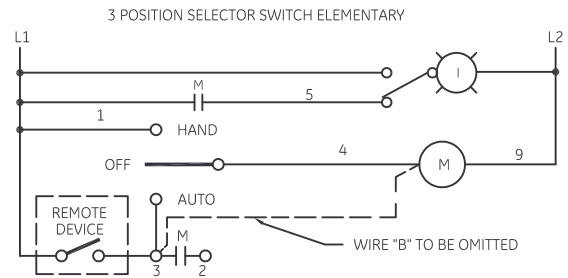 3 POSITION SELECTOR SWITCH ELEMENTARY
L1
L2
I
M
5
1
HAND
OFF
4
M
9
AUTO
REMOTE
DEVICE
M
WIRE "B" TO BE OMITTED
3
2